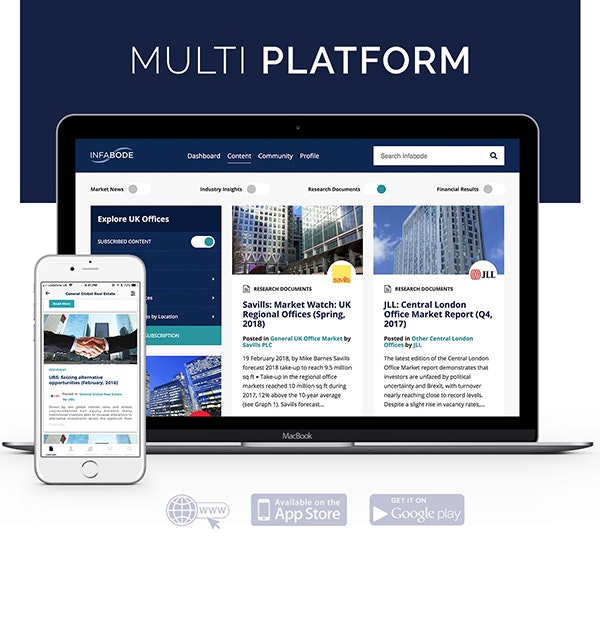 MULTI PLATFORM
INFABODE
Dashboard Content Community Profile
Search Infabode
Market News
Industry Insights
Research Documents
Financial Results
Explore UK Offices
SUBSCRIBED CONTENT
s by Location
SUBSCRIPTION
savills
RESEARCH DOCUMENTS
Savills: Market Watch: UK
Regional Offices (Spring,
2018)
Posted in General UK Office Market by
Savills PLC
19 February 2018, by Mike Barnes Savills
forecast 2018 take-up to reach 9.5 million
sq ft • Take-up in the regional office
markets reached 10 million sq ft during
2017, 12% above the 10-year average
(see Graph 1). Savills forecast...
JLL
RESEARCH DOCUMENTS
JLL: Central London
Office Market Report (Q4,
2017)
Posted in Other Central London
Offices by JLL
The latest edition of the Central London
Office Market report demonstrates that
investors are unfazed by political
uncertainty and Brexit, with turnover
nearly reaching close to record levels.
Despite a slip in vacancy rates,...
MacBook
4:41 PM
General Global Real Estate
Read More
DOCUMENT
UBS: Seizing alternative
opportunities (February, 2018)
Posted in General Global Real Estate
by UBS
www
Available on the
App Store
GET IT ON
Google play